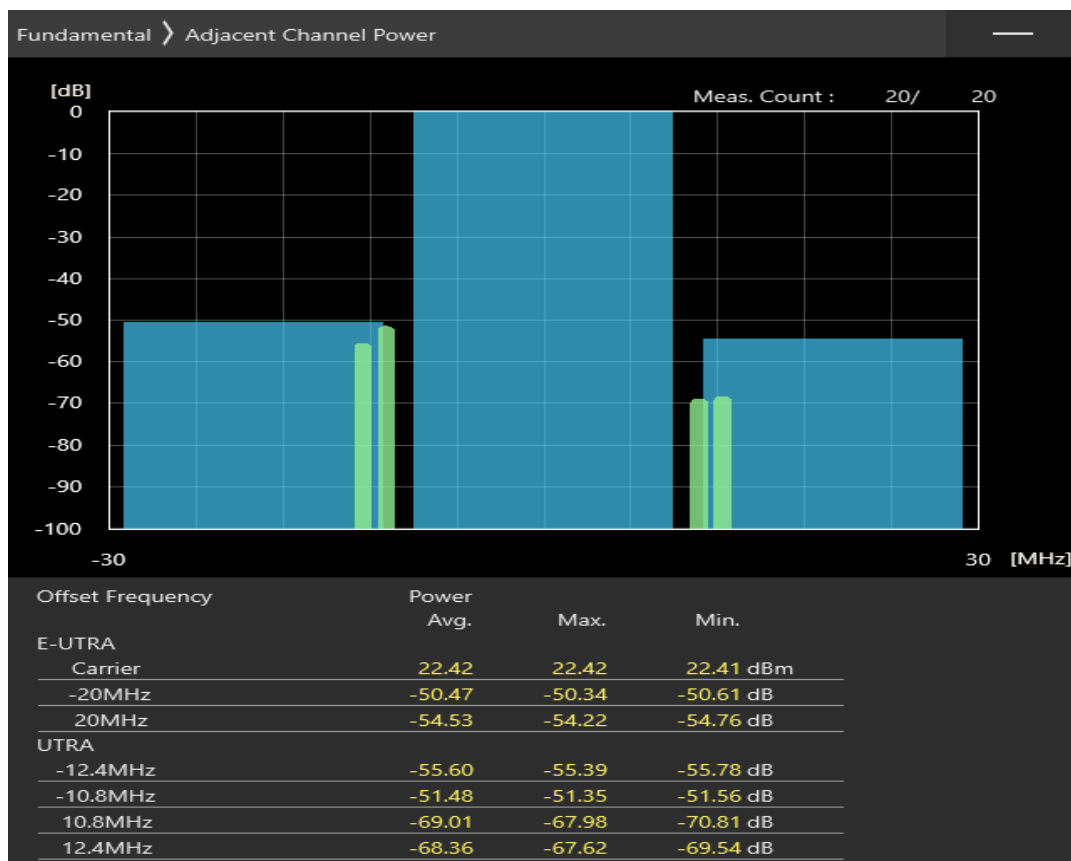 Fundamental 〉 Adjacent Channel Power
[dB]
Meas. Count : 20/ 20
0
-10
-20
-30
-40
-50
-60
-70
-80
-90
-100
-30 30 [MHz]
Offset Frequency Power
Avg. Max. Min.
E-UTRA
Carrier 22.42 22.42 22.41 dBm
-20MHz -50.47 -50.34 -50.61 dB
20MHz -54.53 -54.22 -54.76 dB
UTRA
-12.4MHz -55.60 -55.39 -55.78 dB
-10.8MHz -51.48 -51.35 -51.56 dB
10.8MHz -69.01 -67.98 -70.81 dB
12.4MHz -68.36 -67.62 -69.54 dB